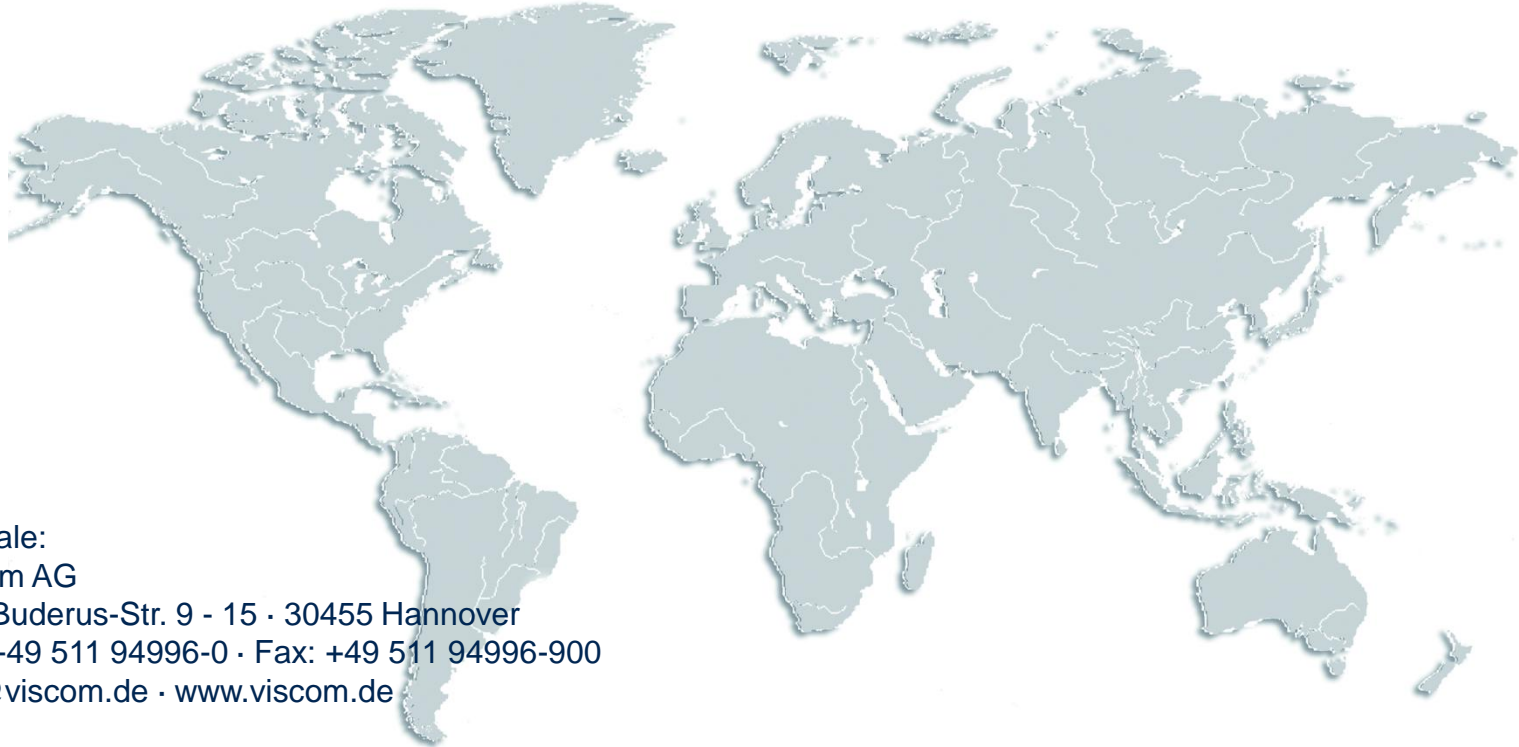 ale:
m AG
Buderus-Str. 9 - 15 · 30455 Hannover
-49 511 94996-0 · Fax: +49 511 94996-900
viscom.de · www.viscom.de